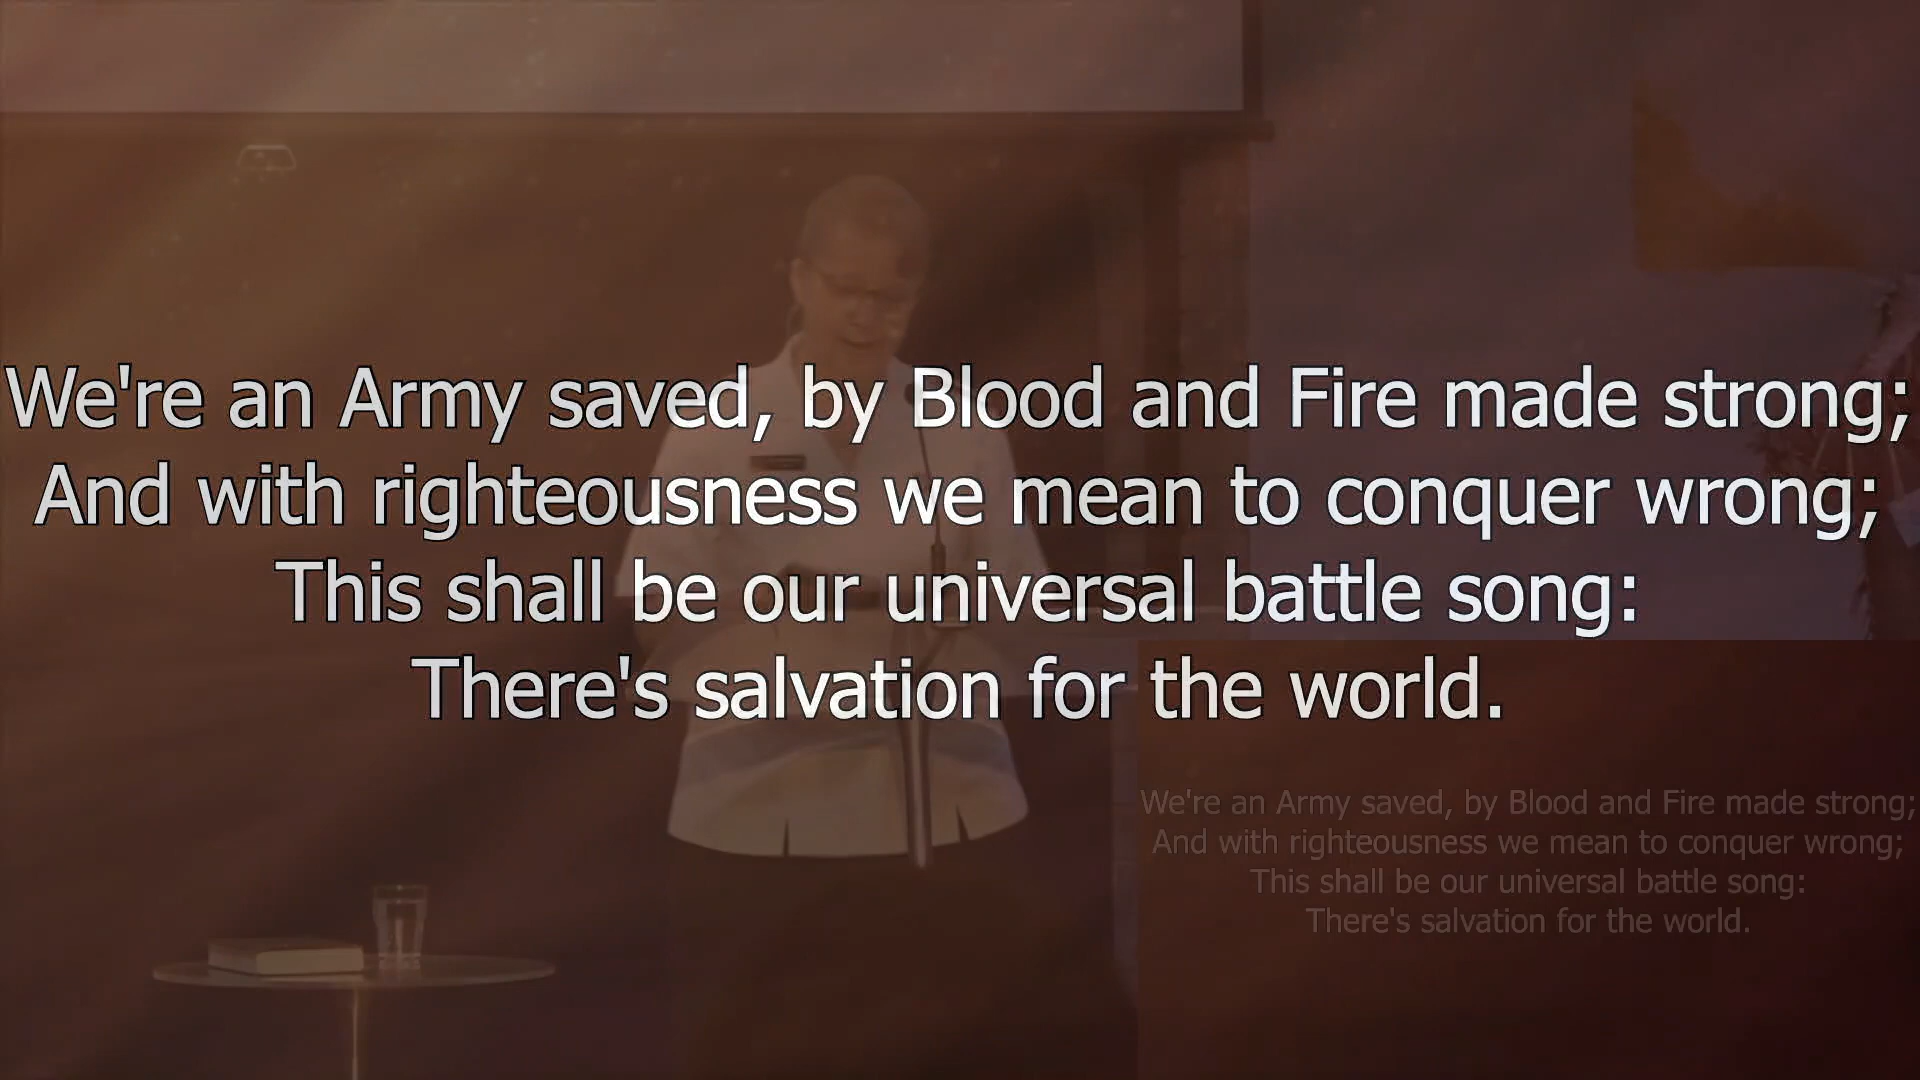 We're an Army saved, by Blood and Fire made strong;
And with righteousness we mean to conquer wrong;
This shall be our universal battle song:
There's salvation for the world.
We're an Army saved, by Blood and Fire made strong;
And with righteousness we mean to conquer wrong;
This shall be our universal battle song:
There's salvation for the world.